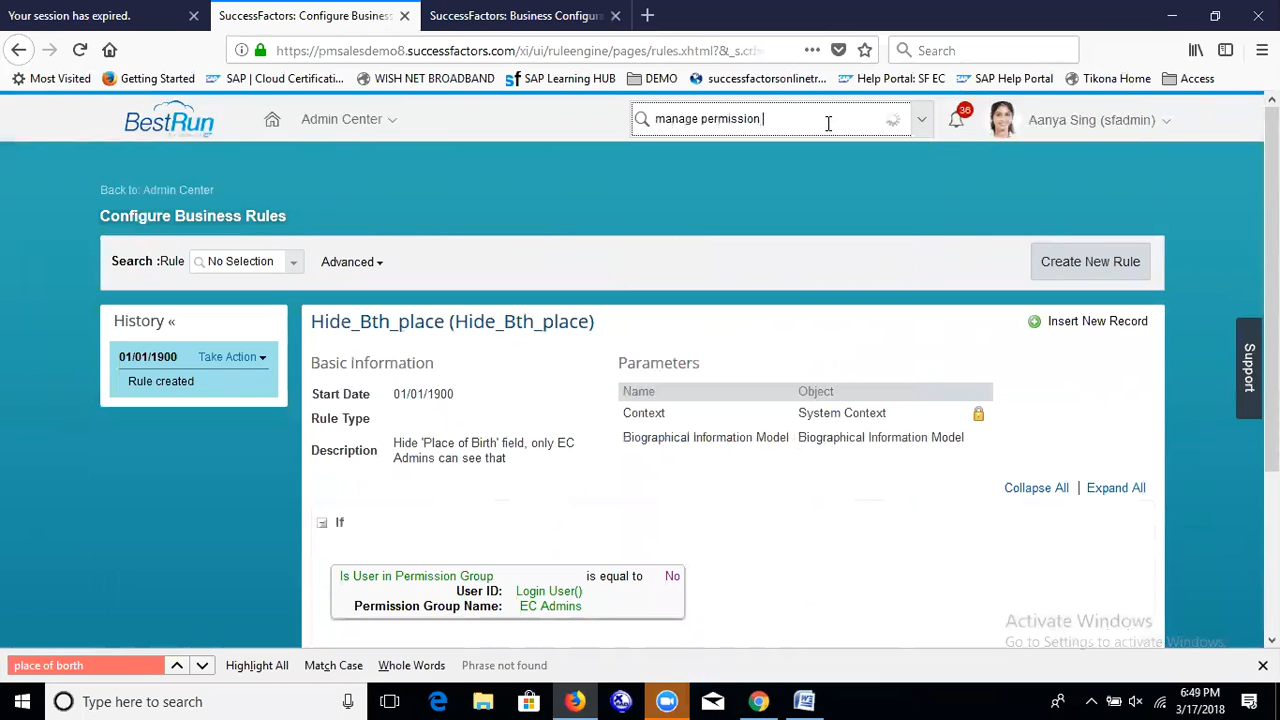 Your session has expired.
SuccessFactors: Configure Business
SuccessFactors: Business Configura
https://pmsalesdemo8.successfactors.com/xi/ui/ruleengine/pages/rules.xhtml?&_s.crb
Search
Most Visited
Getting Started
SAP | Cloud Certificati...
WISH NET BROADBAND
SAP Learning HUB
DEMO
successfactorsonlinetr...
Help Portal: SF EC
SAP Help Portal
Tikona Home
Access
BestRun
Admin Center
manage permission
36
Aanya Sing (sfadmin)
Back to: Admin Center
Configure Business Rules
Search :Rule
No Selection
Advanced
Create New Rule
History «
01/01/1900
Take Action
Rule created
Hide_Bth_place (Hide_Bth_place)
Insert New Record
Basic Information
Start Date 01/01/1900
Rule Type
Description Hide 'Place of Birth' field, only EC
Admins can see that
Parameters
Name Object
Context System Context
Biographical Information Model Biographical Information Model
Collapse All | Expand All
If
Is User in Permission Group is equal to No
User ID: Login User()
Permission Group Name: EC Admins
Support
Activate Windows
Go to Settings to activate Windows.
place of borth
Highlight All
Match Case
Whole Words
Phrase not found
Type here to search
6:49 PM
3/17/2018